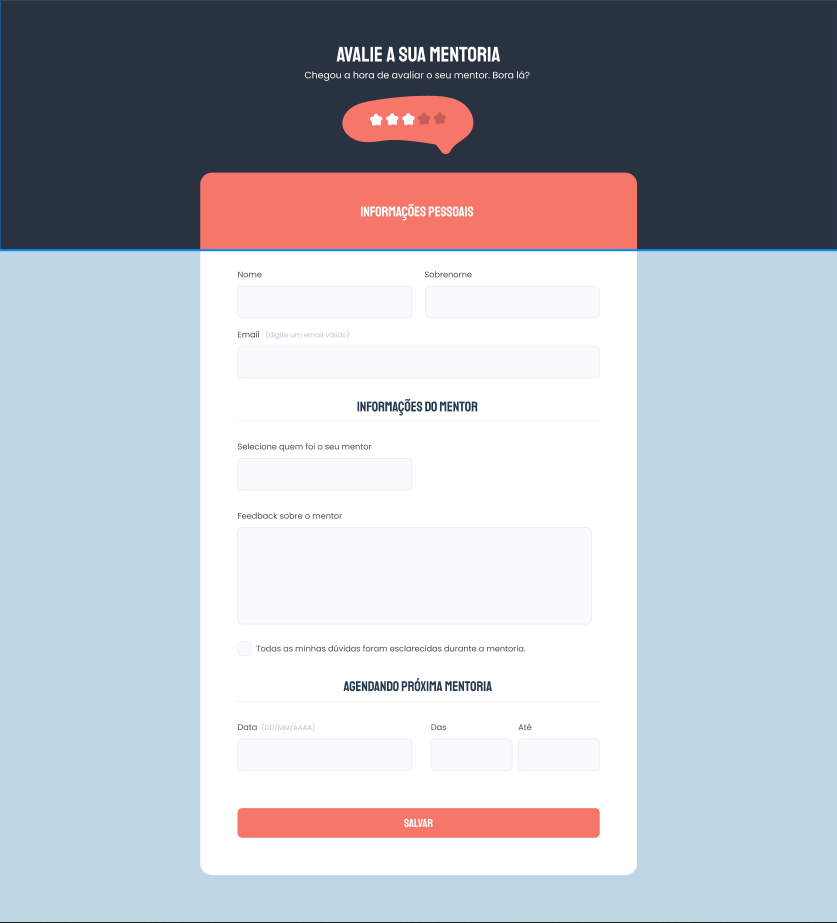 AVALIE A SUA MENTORIA
Chegou a hora de avaliar o seu mentor. Bora lá?
INFORMAÇÕES PESSOAIS
Nome
Sobrenome
Email (digite um email válido)
INFORMAÇÕES DO MENTOR
Selecione quem foi o seu mentor
Feedback sobre o mentor
Todas as minhas dúvidas foram esclarecidas durante a mentoria.
AGENDANDO PRÓXIMA MENTORIA
Data (DD/MM/AAAA)
Das
Até
SALVAR